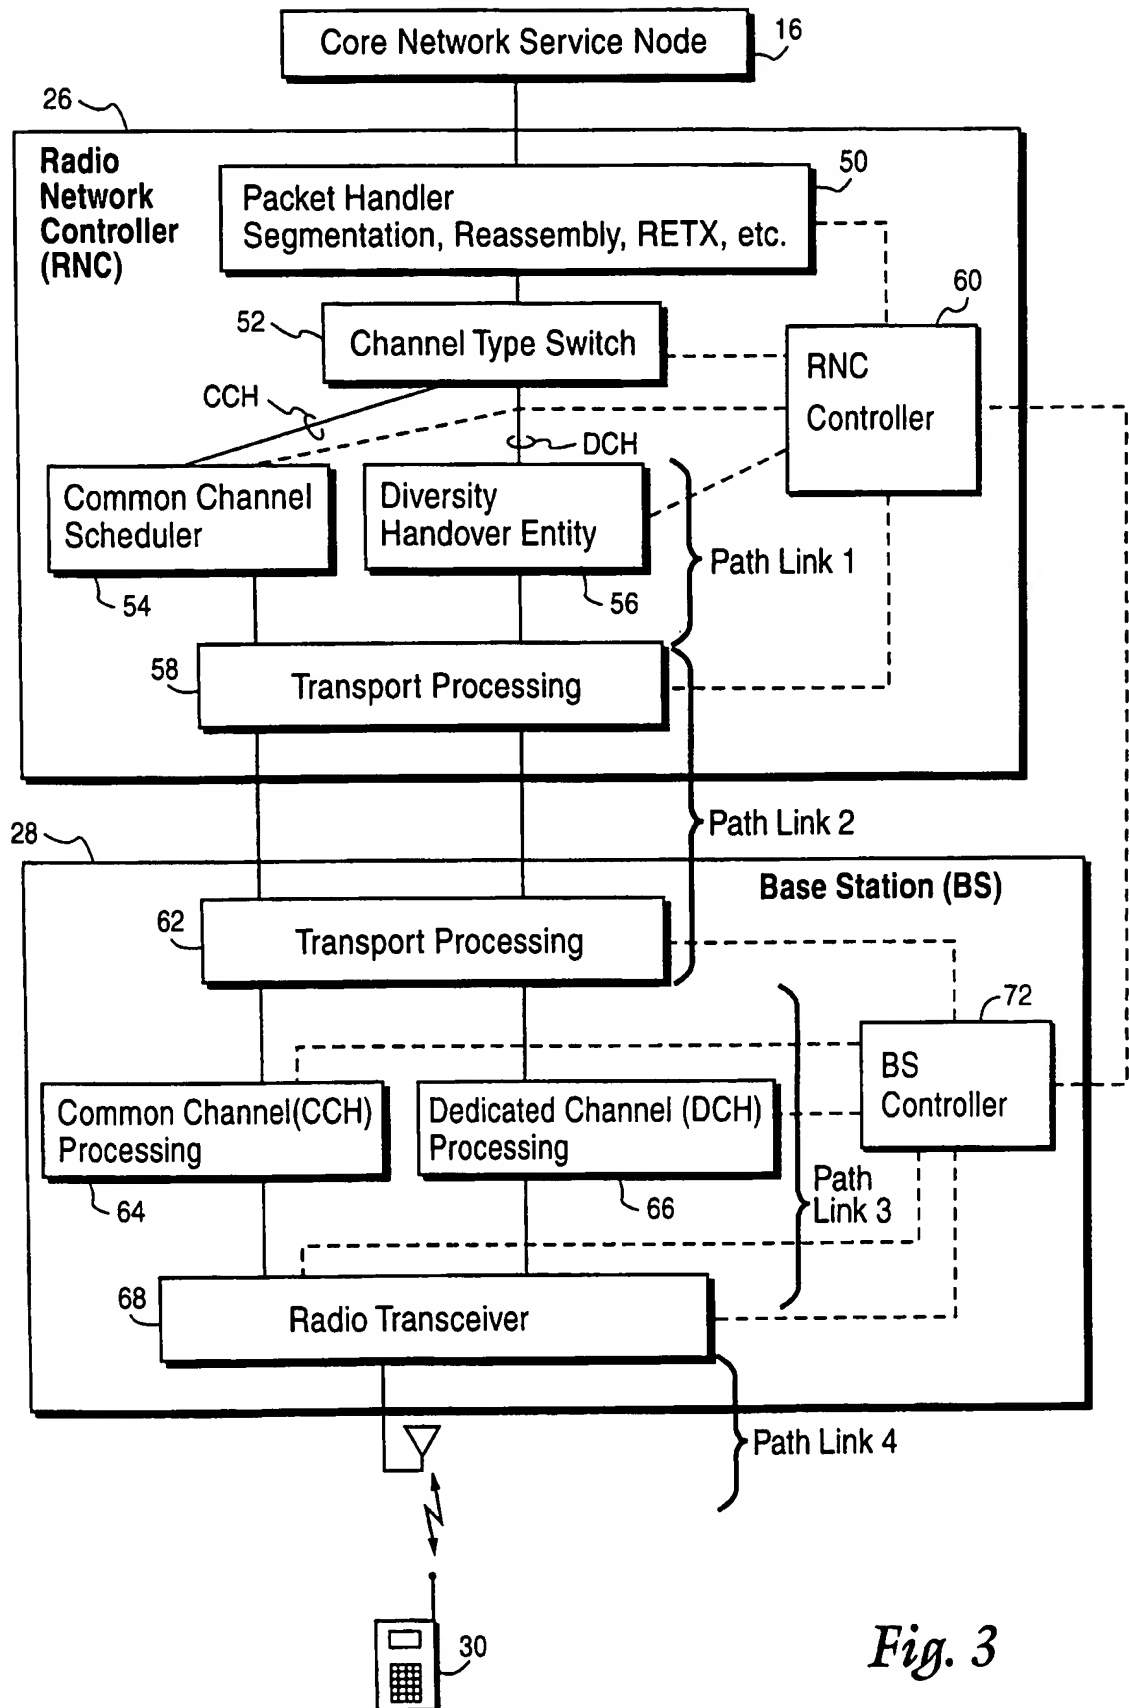 Core Network Service Node
16
26
Radio
Network
Controller
(RNC)
50
Packet Handler
Segmentation, Reassembly, RETX, etc.
52
Channel Type Switch
60
RNC
Controller
CCH
DCH
Common Channel
Scheduler
Diversity
Handover Entity
Path Link 1
54
56
58
Transport Processing
Path Link 2
28
Base Station (BS)
62
Transport Processing
72
BS
Controller
Common Channel(CCH)
Processing
Dedicated Channel (DCH)
Processing
64
66
Path
Link 3
68
Radio Transceiver
Path Link 4
30
Fig. 3